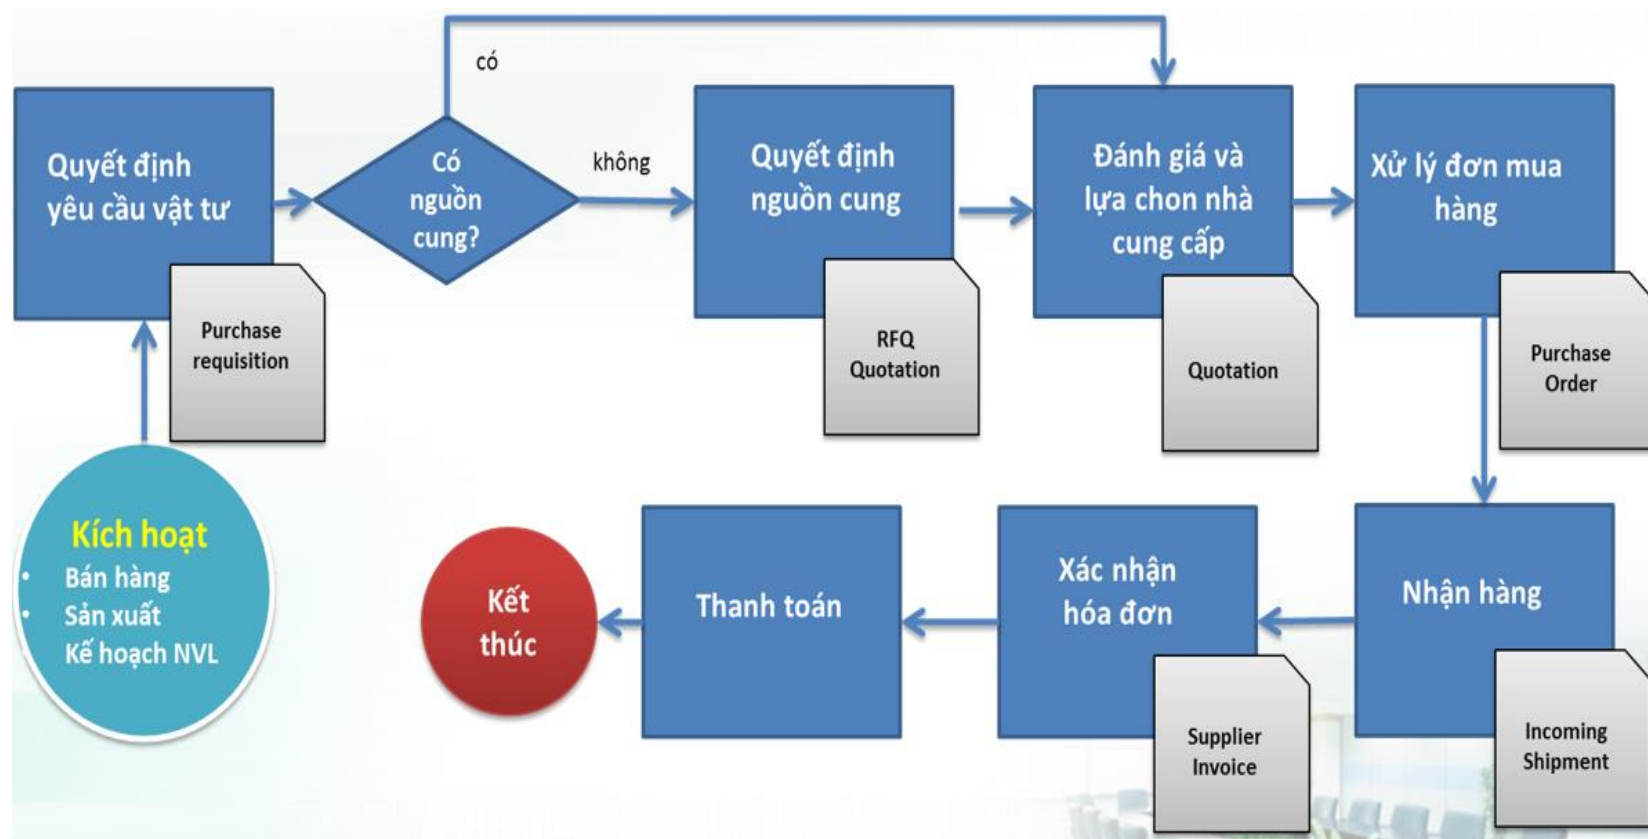 có
Quyết định
yêu cầu vật tư
Purchase
requisition
Có
nguồn
cung?
không
Quyết định
nguồn cung
RFQ
Quotation
Đánh giá và
lựa chon nhà
cung cấp
Quotation
Xử lý đơn mua
hàng
Purchase
Order
Kích hoạt
• Bán hàng
• Sản xuất
Kế hoạch NVL
Kết
thúc
Thanh toán
Xác nhận
hóa đơn
Supplier
Invoice
Nhận hàng
Incoming
Shipment